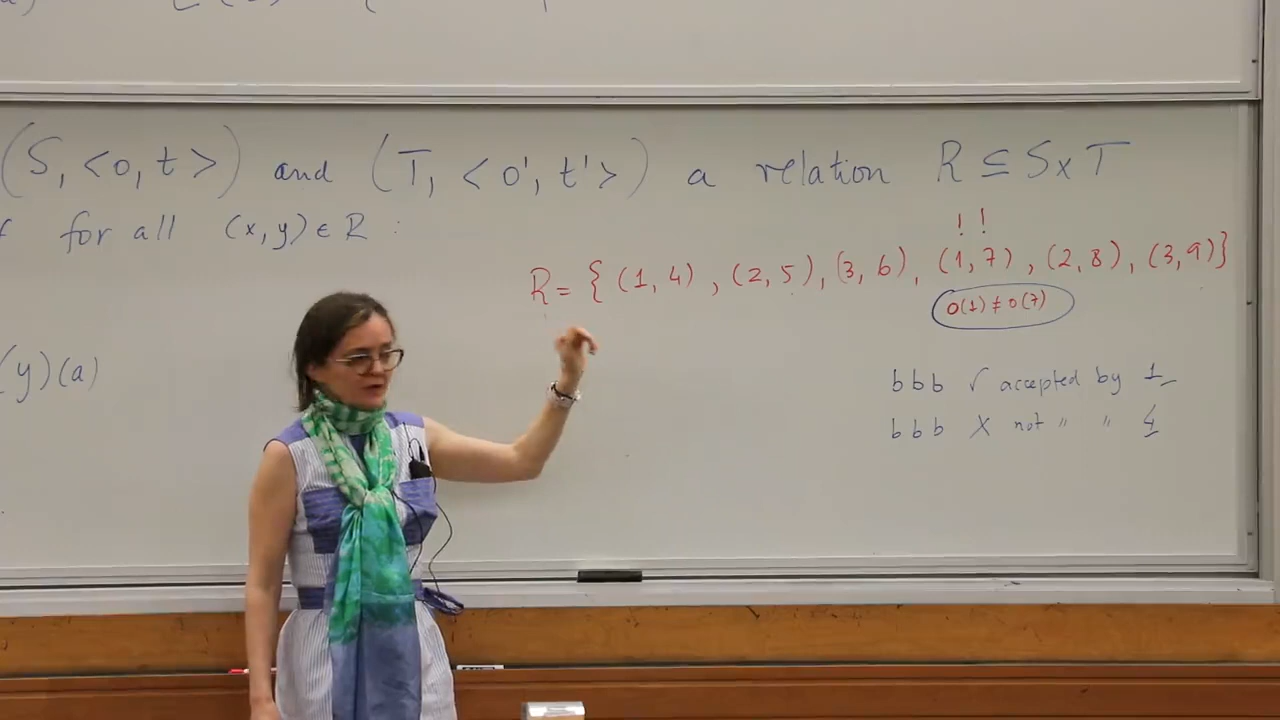 (S, <o, t>) and (T, <o', t'>) a relation R ⊆ S x T
for all (x,y) ∈ R :
! !
R = { (1, 4) , (2, 5), (3, 6), (1, 7) , (2, 8), (3, 9)}
o(1) ≠ o(7)
(y)(a)
b b b √ accepted by 1
b b b X not " " 4